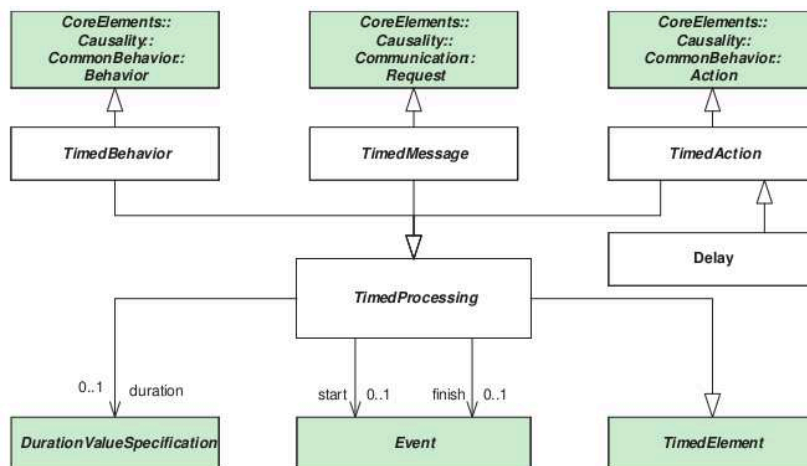 CoreElements::
Causality::
CommonBehavior::
Behavior
CoreElements::
Causality::
Communication::
Request
CoreElements::
Causality::
CommonBehavior::
Action
TimedBehavior
TimedMessage
TimedAction
Delay
TimedProcessing
0..1
duration
start
0..1
finish
0..1
DurationValueSpecification
Event
TimedElement